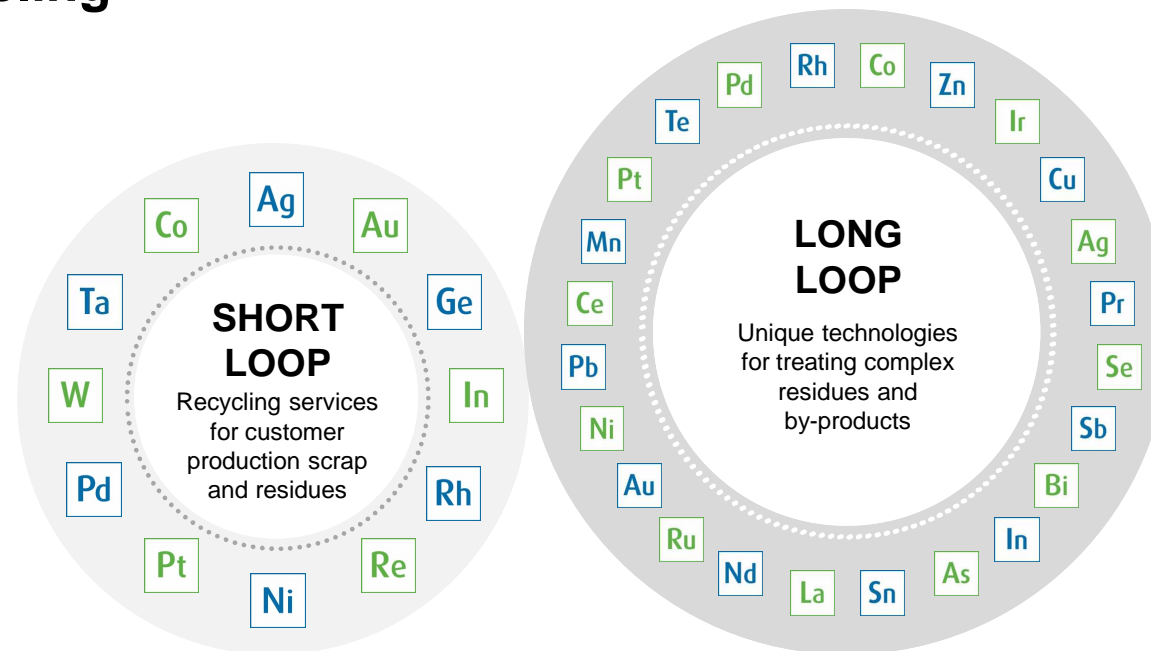 Ag
Au
Ge
In
Rh
Re
Ni
Pt
Pd
W
Ta
Co
SHORT
LOOP
Recycling services
for customer
production scrap
and residues
Rh
Co
Zn
Ir
Cu
Ag
Pr
Se
Sb
Bi
In
As
Sn
La
Nd
Ru
Au
Ni
Pb
Ce
Mn
Pt
Te
Pd
LONG
LOOP
Unique technologies
for treating complex
residues and
by-products